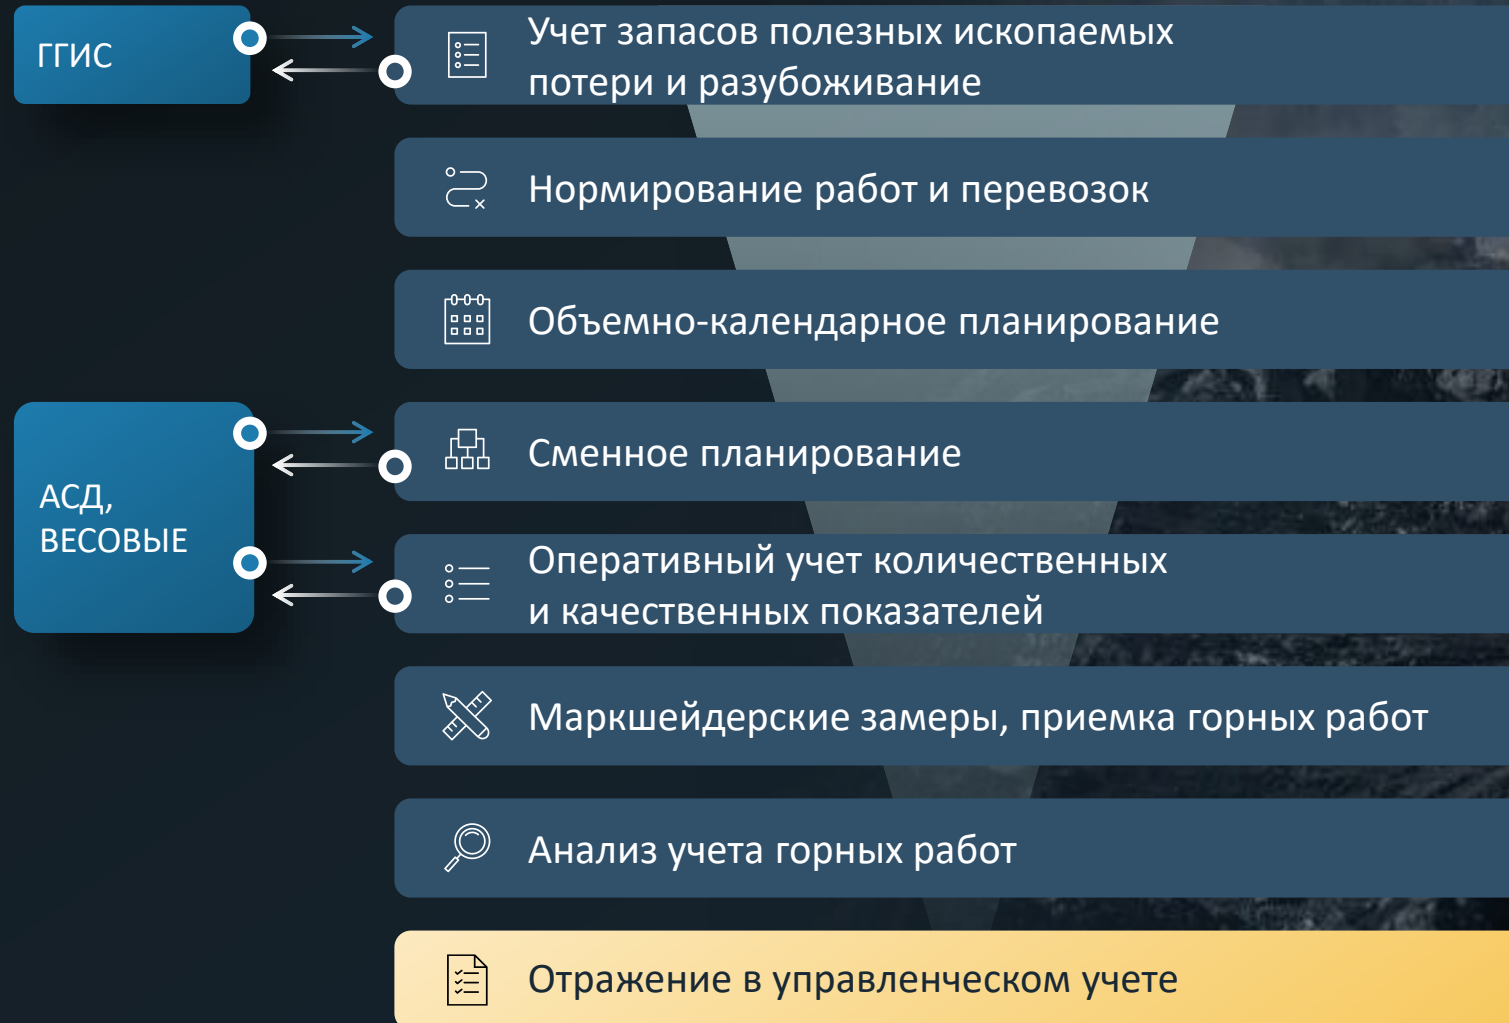 ГГИС
Учет запасов полезных ископаемых
потери и разубоживание
Нормирование работ и перевозок
Объемно-календарное планирование
АСД,
ВЕСОВЫЕ
Сменное планирование
Оперативный учет количественных
и качественных показателей
Маркшейдерские замеры, приемка горных работ
Анализ учета горных работ
Отражение в управленческом учете